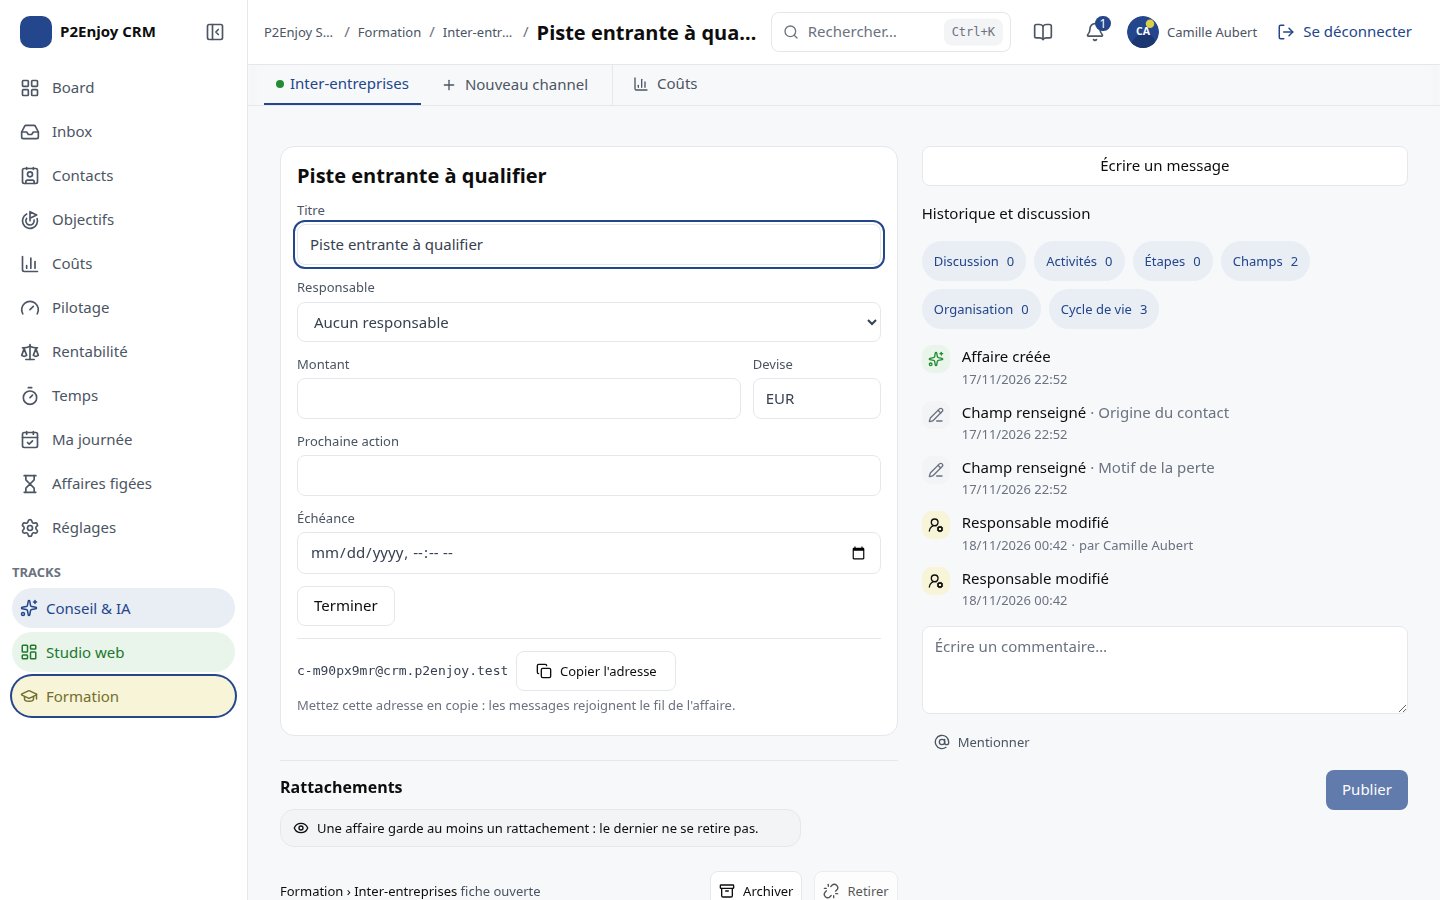 P2Enjoy CRM
Board
Inbox
Contacts
Objectifs
Coûts
Pilotage
Rentabilité
Temps
Ma journée
Affaires figées
Réglages
TRACKS
Conseil & IA
Studio web
Formation
P2Enjoy S... / Formation / Inter-entr... / Piste entrante à qua...
Rechercher... Ctrl+K
1
CA Camille Aubert
Se déconnecter
Inter-entreprises
Nouveau channel
Coûts
Piste entrante à qualifier
Titre
Piste entrante à qualifier
Responsable
Aucun responsable
Montant Devise
EUR
Prochaine action
Échéance
mm/dd/yyyy, --:-- --
Terminer
c-m90px9mr@crm.p2enjoy.test Copier l'adresse
Mettez cette adresse en copie : les messages rejoignent le fil de l'affaire.
Rattachements
Une affaire garde au moins un rattachement : le dernier ne se retire pas.
Formation › Inter-entreprises fiche ouverte Archiver Retirer
Écrire un message
Historique et discussion
Discussion 0 Activités 0 Étapes 0 Champs 2
Organisation 0 Cycle de vie 3
Affaire créée
17/11/2026 22:52
Champ renseigné · Origine du contact
17/11/2026 22:52
Champ renseigné · Motif de la perte
17/11/2026 22:52
Responsable modifié
18/11/2026 00:42 · par Camille Aubert
Responsable modifié
18/11/2026 00:42
Écrire un commentaire...
Mentionner
Publier